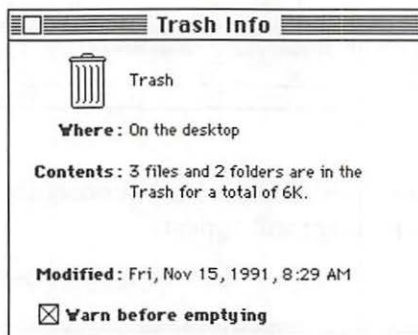 Trash Info
Trash
Where: On the desktop
Contents: 3 files and 2 folders are in the
Trash for a total of 6K.
Modified: Fri, Nov 15, 1991, 8:29 AM
Warn before emptying